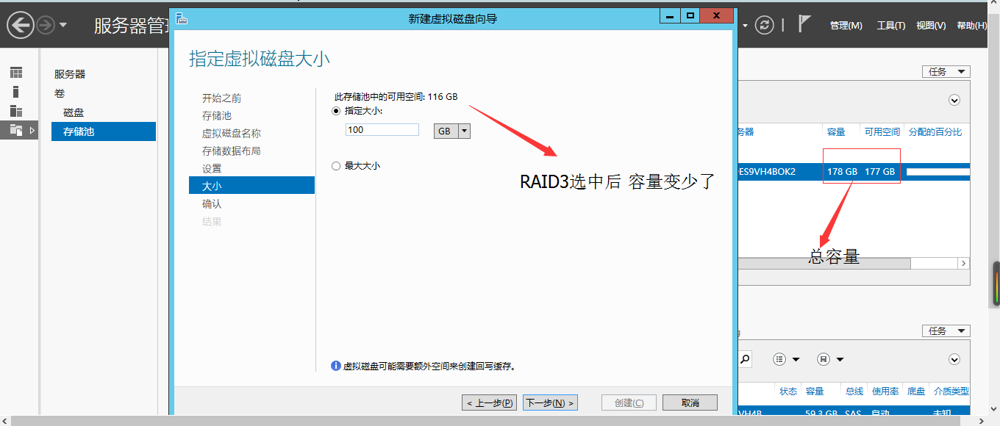 服务器管理
新建虚拟磁盘向导
管理(M) 工具(T) 视图(V) 帮助(H)
服务器
卷
磁盘
存储池
指定虚拟磁盘大小
开始之前
存储池
虚拟磁盘名称
存储数据布局
设置
大小
确认
结果
此存储池中的可用空间: 116 GB
指定大小:
100 GB
最大大小
RAID3选中后 容量变少了
虚拟磁盘可能需要额外空间来创建回写缓存。
< 上一步(P) 下一步(N) > 创建(C) 取消
任务
务器 容量 可用空间 分配的百分比
ES9VH4BOK2 178 GB 177 GB
总容量
任务
状态 容量 总线 使用率 底盘 介质类型
VH4B 59.3 GB SAS 自动 未知